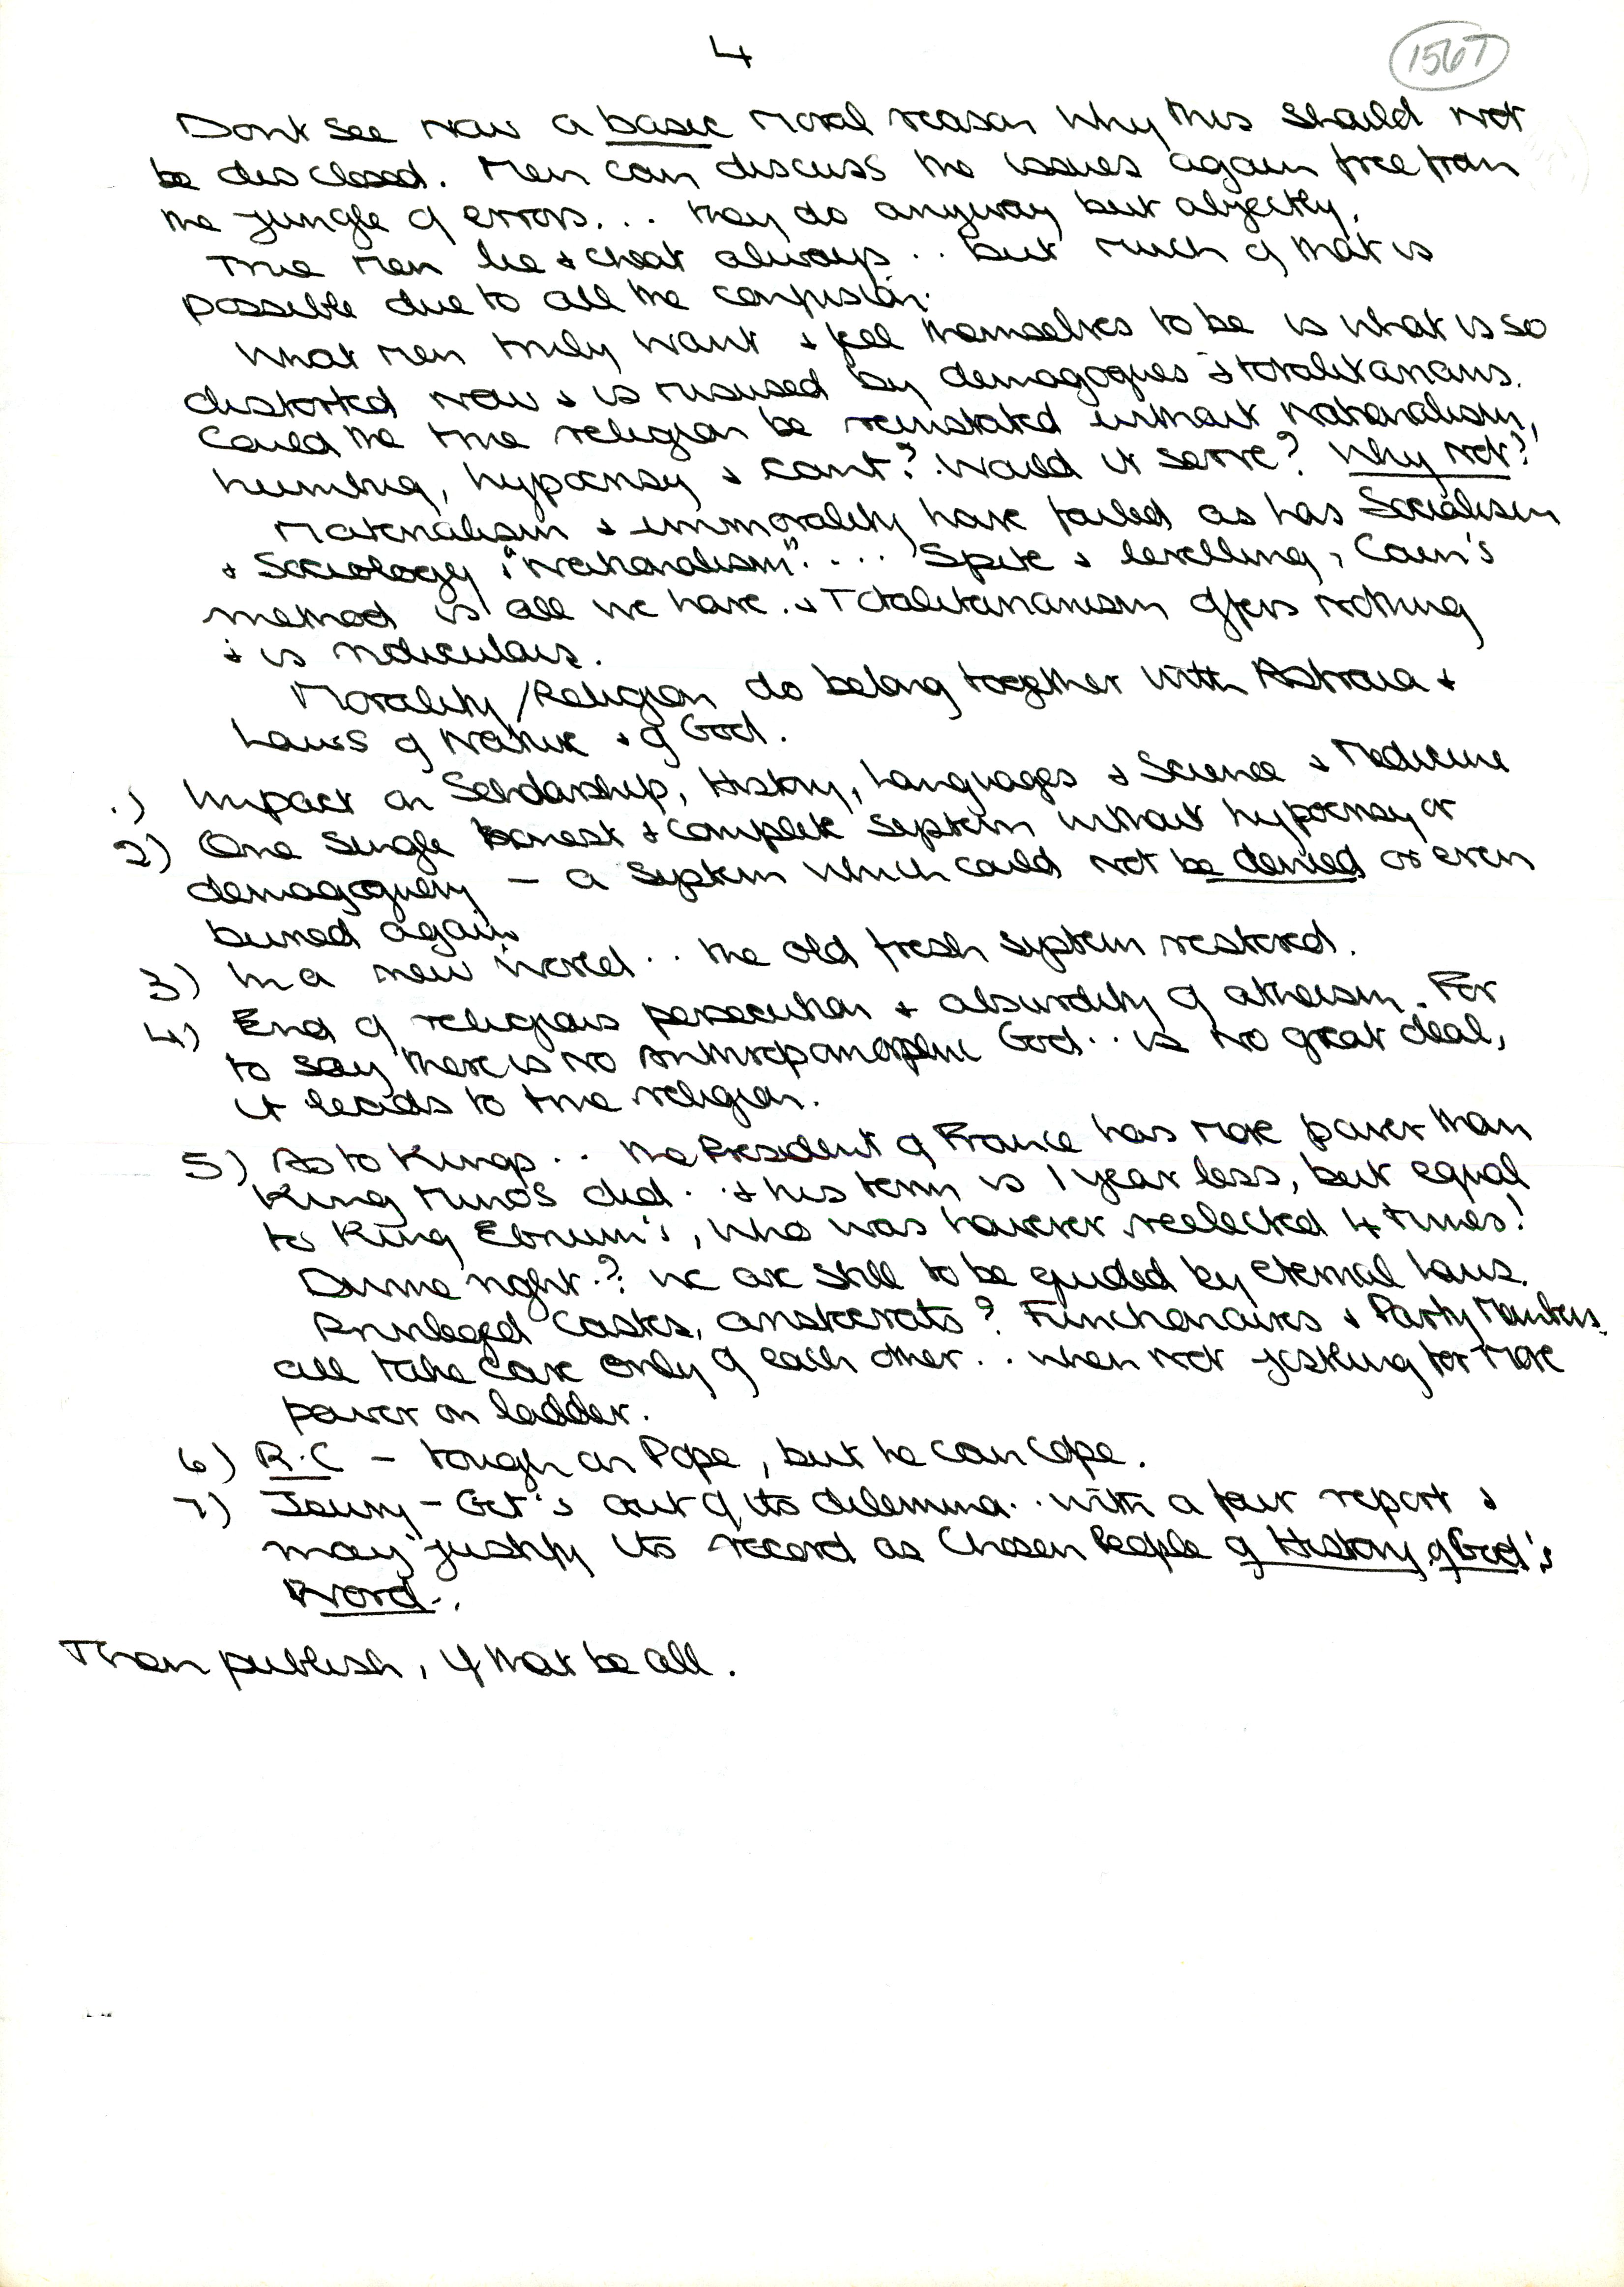 4
156T
Dont see now a basic moral reason why this should not
be disclosed. Men can discuss the issues again free from
the jungle of errors... they do anyway but abjectly.
True men lie & cheat always.. but much of that is
possible due to all the confusion.
What men truly want & feel themselves to be is what is so
distorted now & is misused by demagogues & totalitarians.
Could the true religion be reinstated without nationalism,
humbug, hypocrisy & cant? Would it serve? Why not?
Materialism & immorality have failed as has Socialism
& Sociology & "Nationalism".... Spite & levelling, Cain's
method is all we have. & Totalitarianism offers nothing
& is ridiculous.
Morality/Religion do belong together with Astraea &
Laws of Nature & of God.
1) Impact on Scholarship, History, Languages & Science & Medicine
2) One single honest & complete system without hypocrisy or
demagoguery — a system which could not be denied or even
buried again.
3) In a new world.. the old fresh system restored.
4) End of religious persecution & absurdity of atheism. For
to say there is no anthropomorphic God.. is no great deal,
it leads to true religion.
5) As to Kings.. the President of France has more power than
King Minos did.. & his term is 1 year less, but equal
to King, who was however reelected 4 times!
Divine right.? We are still to be guided by eternal laws.
Privileged Castes, aristocrats? Functionaires & Party Members
all take care only of each other.. when not jostling for more
power on ladder.
6) R.C — tough on Pope, but he can cope.
7) Jewry — Get's out of its dilemma.. with a fair report &
may justify its record as Chosen People of History, of God's
Word..
Then publish, if that be all.